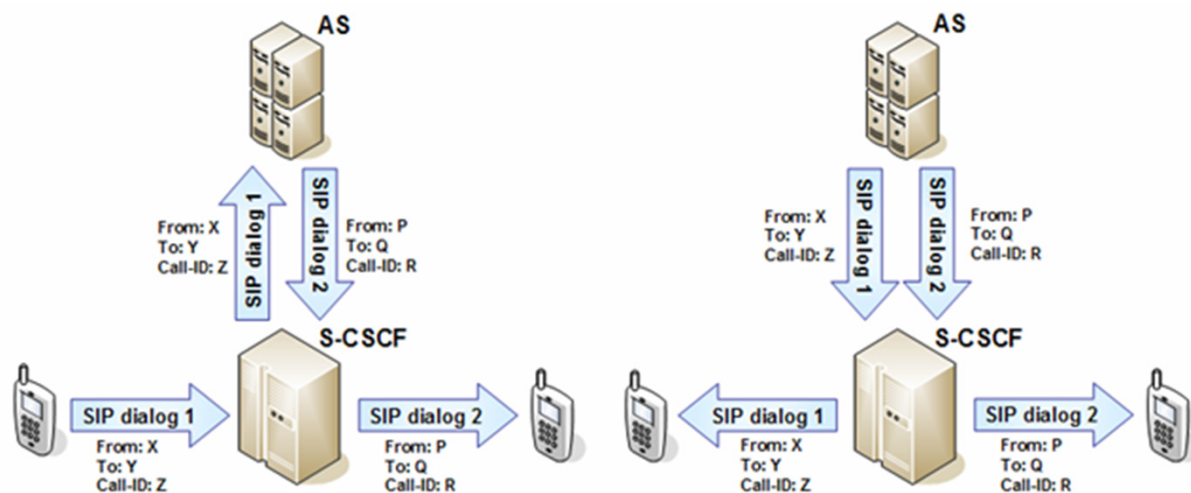 AS
SIP dialog 1
From: X
To: Y
Call-ID: Z
SIP dialog 2
From: P
To: Q
Call-ID: R
S-CSCF
SIP dialog 1
From: X
To: Y
Call-ID: Z
SIP dialog 2
From: P
To: Q
Call-ID: R
AS
From: X
To: Y
Call-ID: Z
SIP dialog 1
SIP dialog 2
From: P
To: Q
Call-ID: R
S-CSCF
SIP dialog 1
From: X
To: Y
Call-ID: Z
SIP dialog 2
From: P
To: Q
Call-ID: R